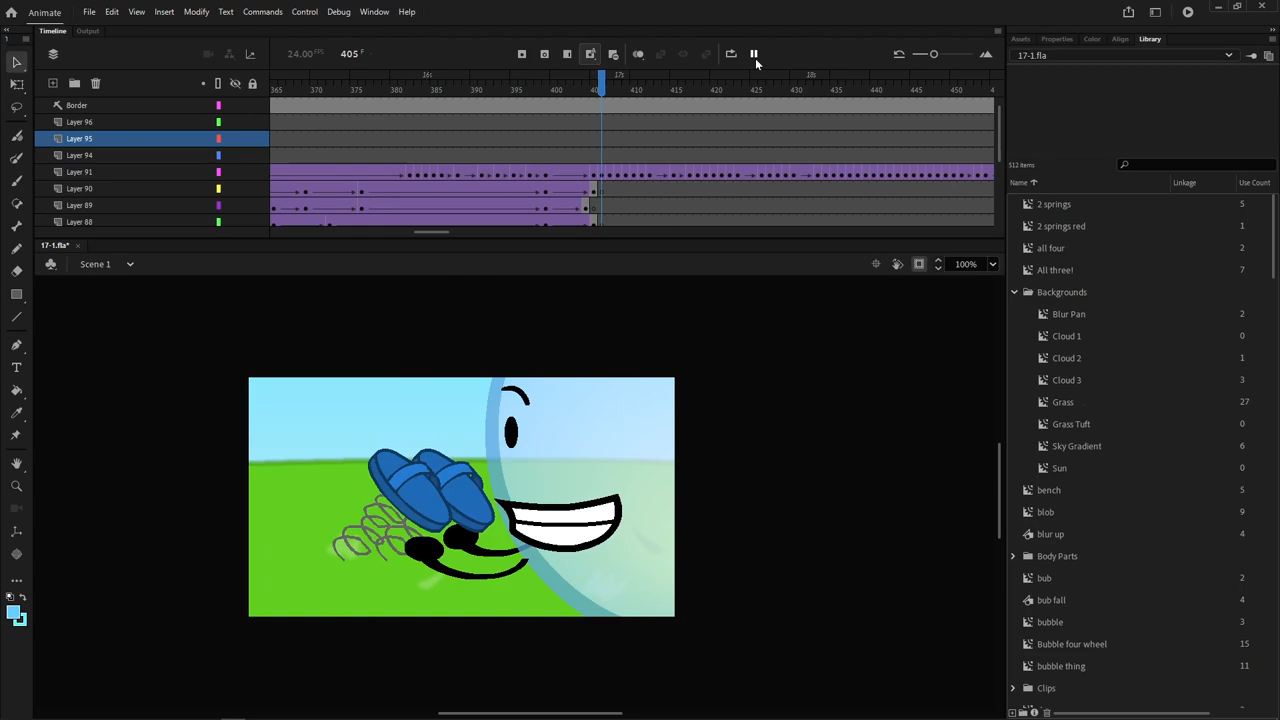 Animate File Edit View Insert Modify Text Commands Control Debug Window Help
Timeline Output
Assets Properties Color Align Library
24.00 FPS 405 F
17-1.fla
16s 17s 18s
365 370 375 380 385 390 395 400 405 410 415 420 425 430 435 440 445 450
Border
Layer 96
Layer 95
Layer 94
Layer 91
Layer 90
Layer 89
Layer 88
17-1.fla*
Scene 1
100%
512 items
Name Linkage Use Count
2 springs 5
2 springs red 1
all four 2
All three! 7
Backgrounds
Blur Pan 2
Cloud 1 0
Cloud 2 1
Cloud 3 3
Grass 27
Grass Tuft 0
Sky Gradient 6
Sun 0
bench 5
blob 9
blur up 4
Body Parts
bub 2
bub fall 4
bubble 3
Bubble four wheel 15
bubble thing 11
Clips